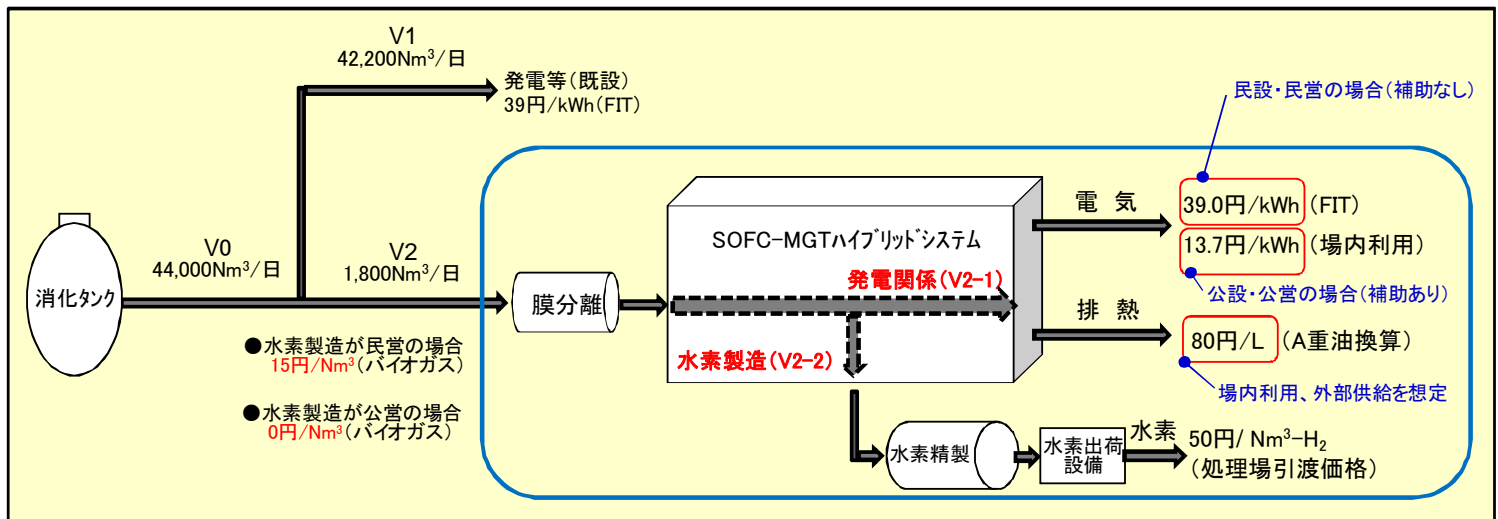 V1
42,200Nm³/日
発電等(既設)
39円/kWh(FIT)
民設・民営の場合(補助なし)
V0
44,000Nm³/日
V2
1,800Nm³/日
消化タンク
●水素製造が民営の場合
15円/Nm³(バイオガス)
●水素製造が公営の場合
0円/Nm³(バイオガス)
膜分離
SOFC-MGTハイブリッドシステム
発電関係(V2-1)
水素製造(V2-2)
電 気
39.0円/kWh (FIT)
13.7円/kWh (場内利用)
公設・公営の場合(補助あり)
排 熱
80円/L (A重油換算)
場内利用、外部供給を想定
水素精製
水素出荷
設備
水素
50円/ Nm³-H₂
(処理場引渡価格)